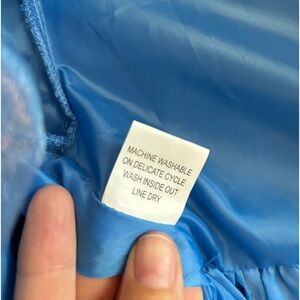 MACHINE WASHABLE
ON DELICATE CYCLE
WASH INSIDE OUT
LINE DRY